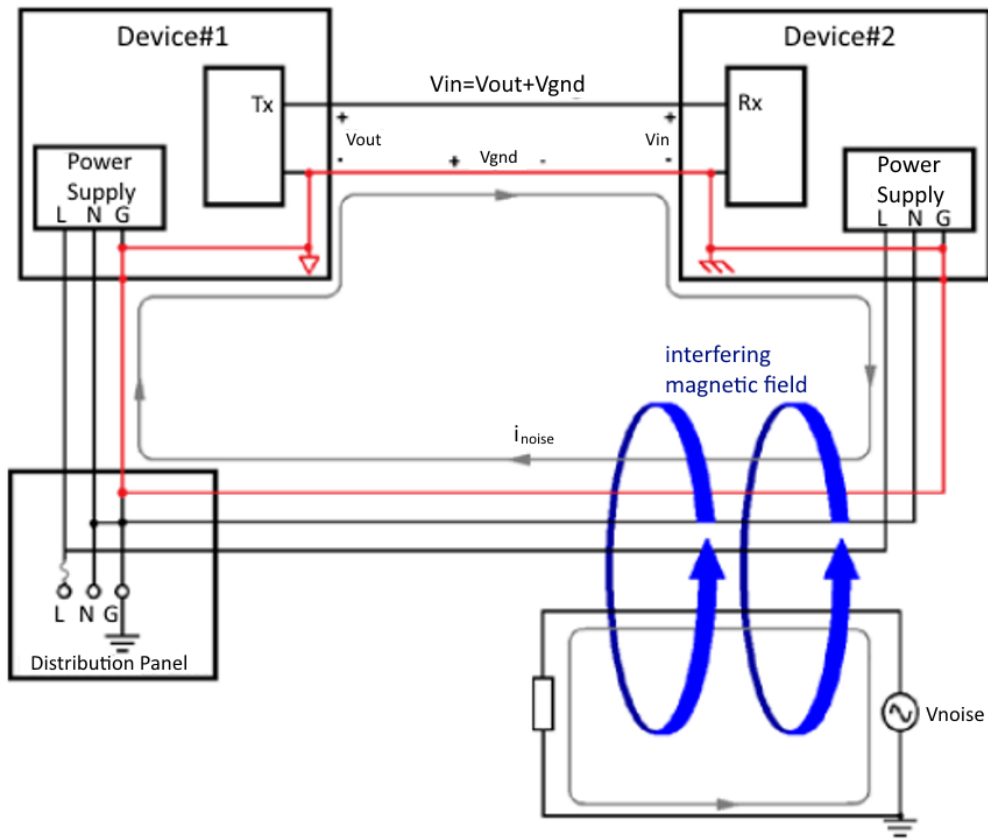 Device#1
Device#2
Vin=Vout+Vgnd
Tx
Rx
+
+
Vout
Vin
-
+ Vgnd -
-
Power
Supply
L N G
Power
Supply
L N G
interfering
magnetic field
inoise
L N G
Distribution Panel
Vnoise